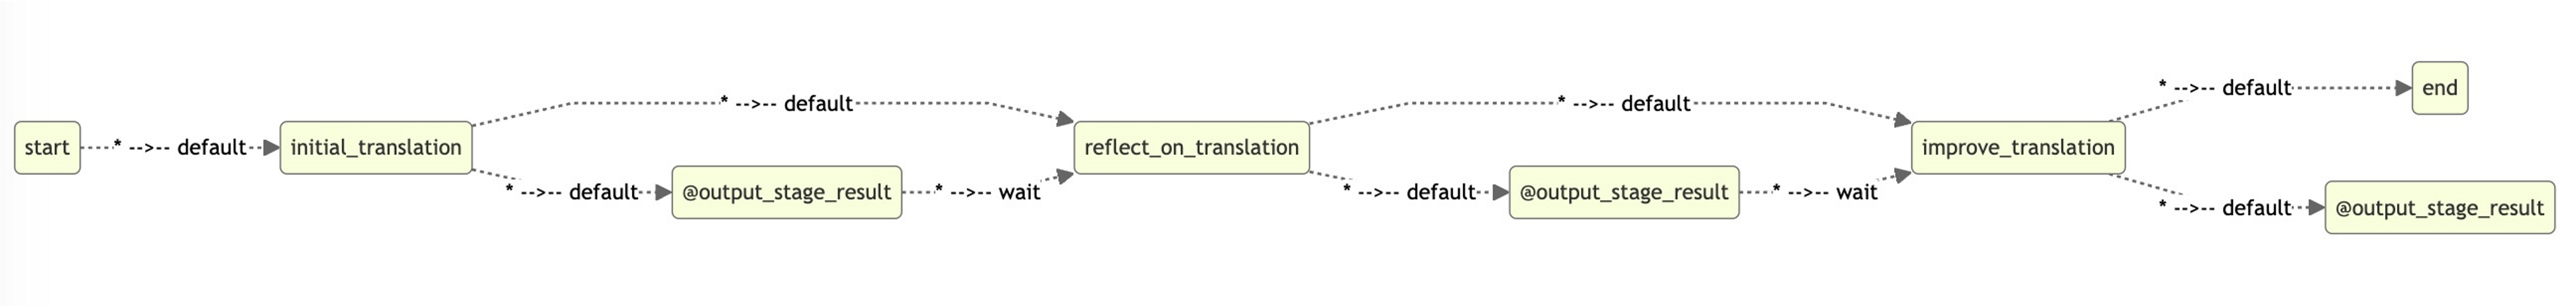 * -->-- default
end
* -->-- default
* -->-- default
start
* -->-- default
initial_translation
reflect_on_translation
improve_translation
* -->-- default
@output_stage_result
* -->-- wait
* -->-- default
@output_stage_result
* -->-- wait
* -->-- default
@output_stage_result